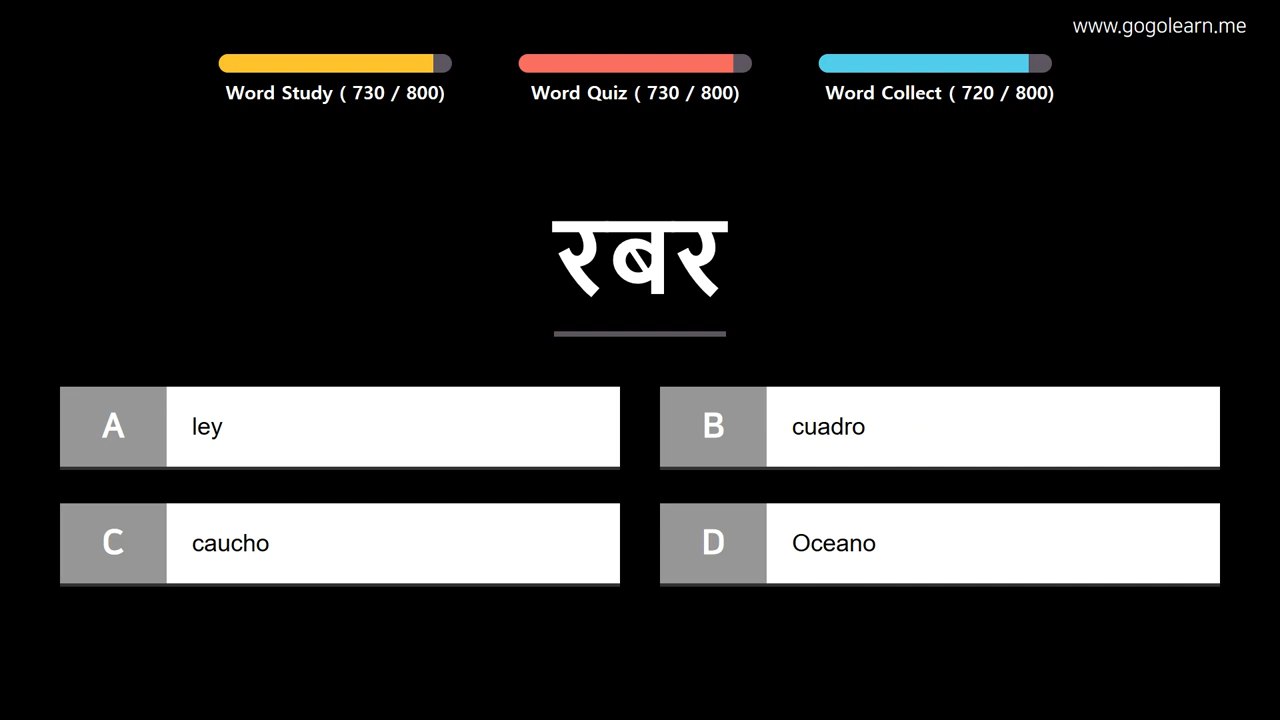 www.gogolearn.me
Word Study ( 730 / 800)
Word Quiz ( 730 / 800)
Word Collect ( 720 / 800)
रबर
A ley
B cuadro
C caucho
D Oceano